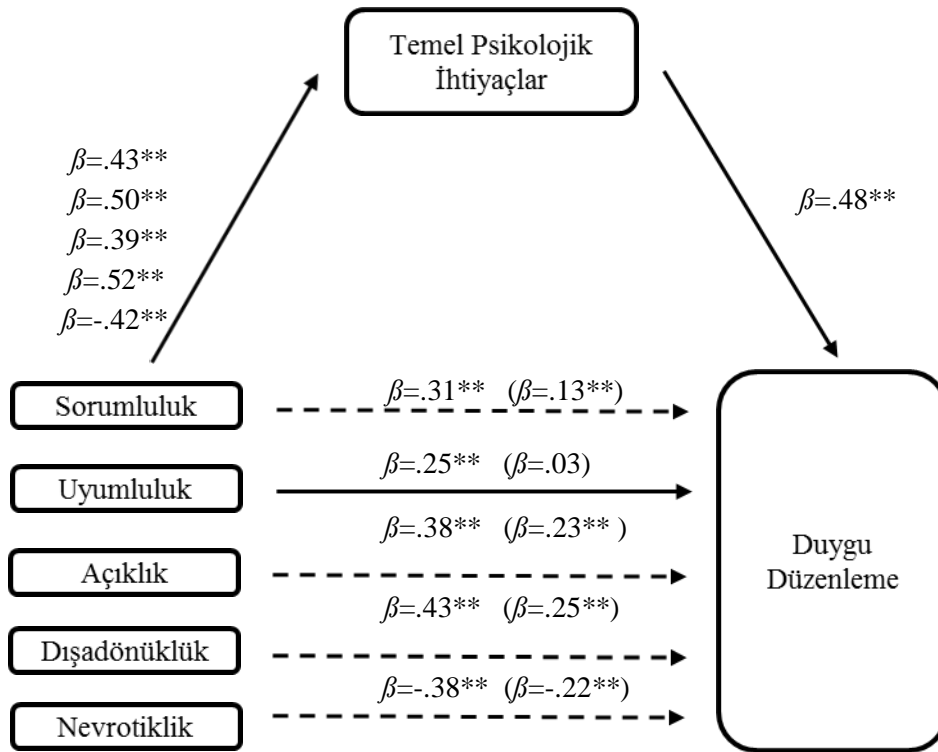 Temel Psikolojik
İhtiyaçlar
β=.43**
β=.50**
β=.39**
β=.52**
β=-.42**
β=.48**
Sorumluluk
β=.31** (β=.13**)
Uyumluluk
β=.25** (β=.03)
Açıklık
β=.38** (β=.23** )
Dışadönüklük
β=.43** (β=.25**)
Nevrotiklik
β=-.38** (β=-.22**)
Duygu
Düzenleme